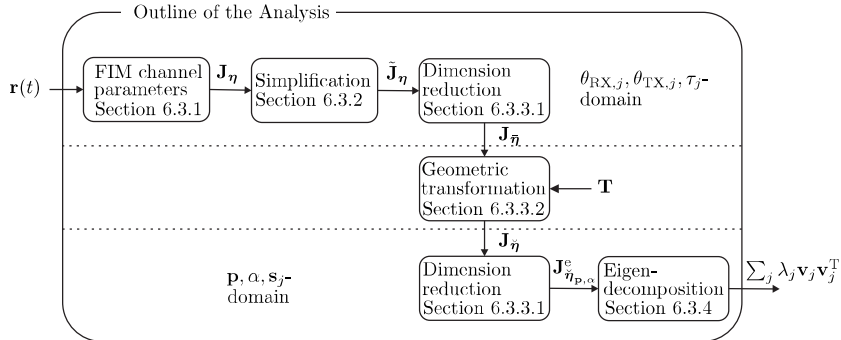 Outline of the Analysis
r(t)
FIM channel
parameters
Section 6.3.1
J_η
Simplification
Section 6.3.2
J̃_η
Dimension
reduction
Section 6.3.3.1
θ_RX,j, θ_TX,j, τ_j-
domain
J_η̄
Geometric
transformation
Section 6.3.3.2
T
J_η̌
p, α, s_j-
domain
Dimension
reduction
Section 6.3.3.1
J^e_η̌_p,α
Eigen-
decomposition
Section 6.3.4
∑_j λ_j v_j v_j^T